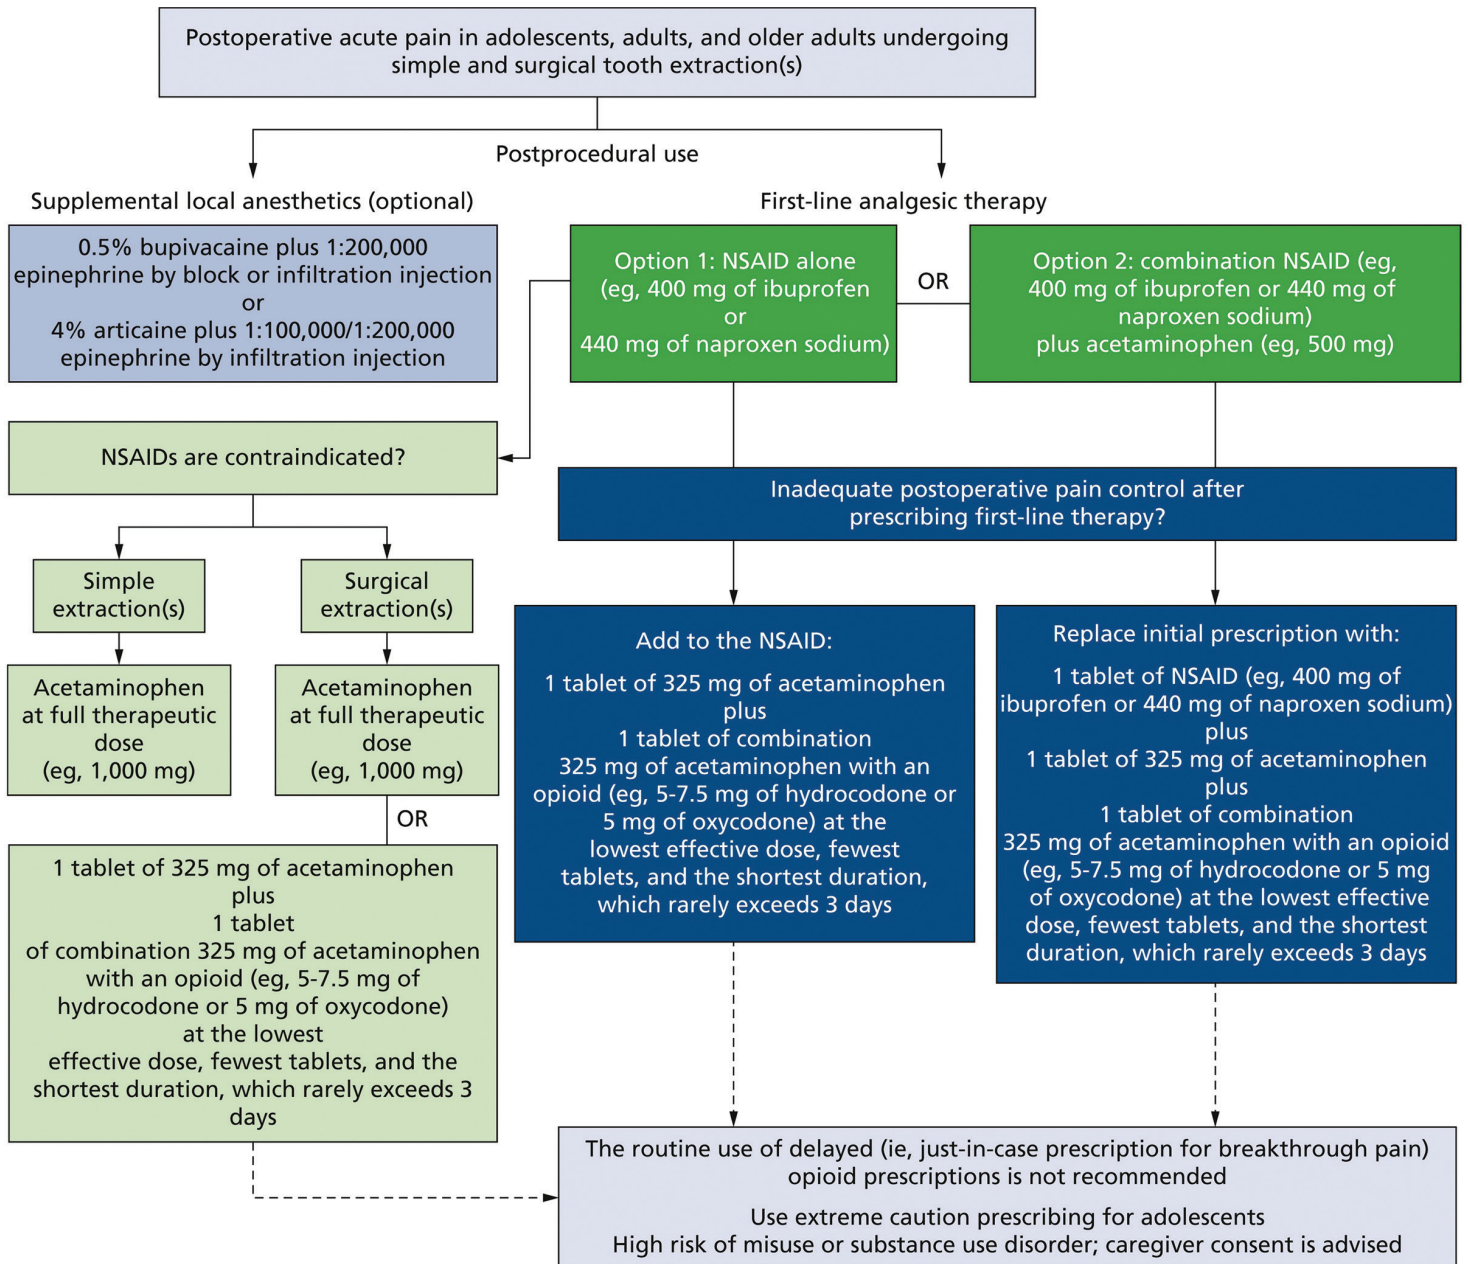 Postoperative acute pain in adolescents, adults, and older adults undergoing
simple and surgical tooth extraction(s)
Postprocedural use
Supplemental local anesthetics (optional)
0.5% bupivacaine plus 1:200,000
epinephrine by block or infiltration injection
or
4% articaine plus 1:100,000/1:200,000
epinephrine by infiltration injection
First-line analgesic therapy
Option 1: NSAID alone
(eg, 400 mg of ibuprofen
or
440 mg of naproxen sodium)
OR
Option 2: combination NSAID (eg,
400 mg of ibuprofen or 440 mg of
naproxen sodium)
plus acetaminophen (eg, 500 mg)
NSAIDs are contraindicated?
Simple
extraction(s)
Surgical
extraction(s)
Acetaminophen
at full therapeutic
dose
(eg, 1,000 mg)
Acetaminophen
at full therapeutic
dose
(eg, 1,000 mg)
OR
1 tablet of 325 mg of acetaminophen
plus
1 tablet
of combination 325 mg of acetaminophen
with an opioid (eg, 5-7.5 mg of
hydrocodone or 5 mg of oxycodone)
at the lowest
effective dose, fewest tablets, and the
shortest duration, which rarely exceeds 3
days
Inadequate postoperative pain control after
prescribing first-line therapy?
Add to the NSAID:
1 tablet of 325 mg of acetaminophen
plus
1 tablet of combination
325 mg of acetaminophen with an
opioid (eg, 5-7.5 mg of hydrocodone or
5 mg of oxycodone) at the
lowest effective dose, fewest
tablets, and the shortest duration,
which rarely exceeds 3 days
Replace initial prescription with:
1 tablet of NSAID (eg, 400 mg of
ibuprofen or 440 mg of naproxen sodium)
plus
1 tablet of 325 mg of acetaminophen
plus
1 tablet of combination
325 mg of acetaminophen with an opioid
(eg, 5-7.5 mg of hydrocodone or 5 mg
of oxycodone) at the lowest effective
dose, fewest tablets, and the shortest
duration, which rarely exceeds 3 days
The routine use of delayed (ie, just-in-case prescription for breakthrough pain)
opioid prescriptions is not recommended
Use extreme caution prescribing for adolescents
High risk of misuse or substance use disorder; caregiver consent is advised